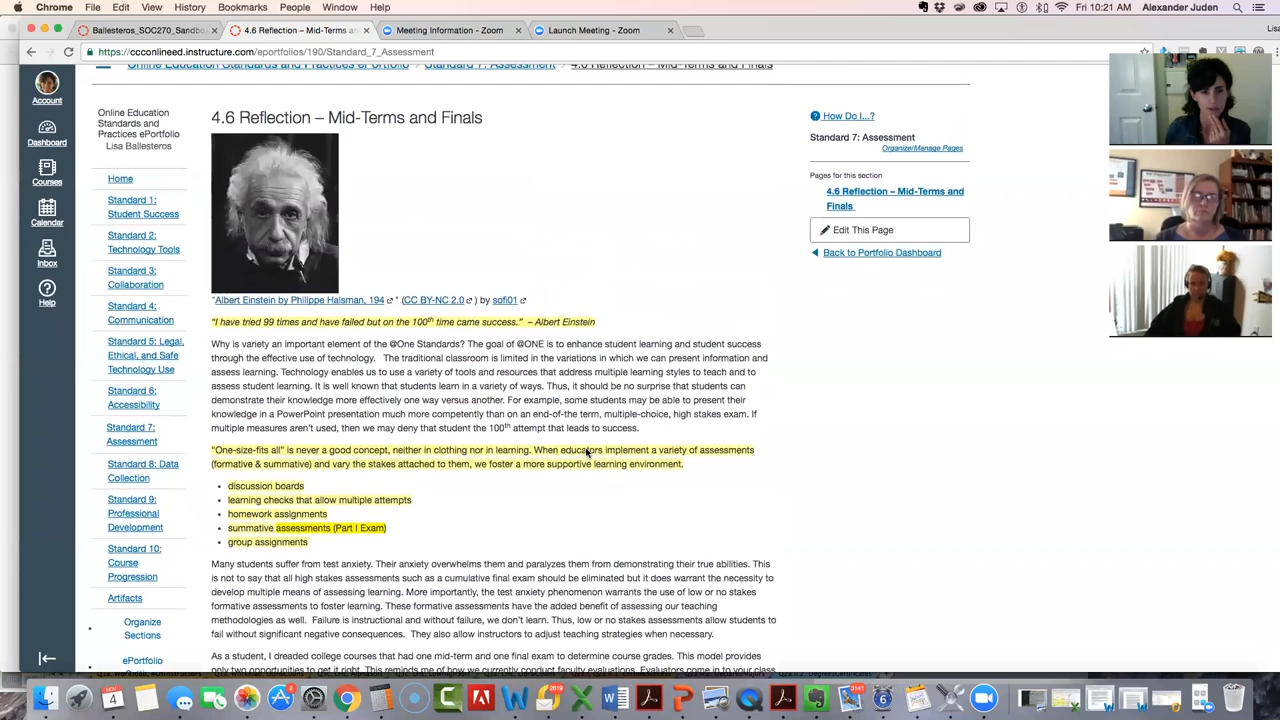 Chrome File Edit View History Bookmarks People Window Help Fri 10:21 AM Alexander Juden
Ballesteros_SOC270_Sandbo 4.6 Reflection – Mid-Terms and Meeting Information - Zoom Launch Meeting - Zoom Lisa
https://ccconlineed.instructure.com/eportfolios/190/Standard_7_Assessment
Online Education Standards and Practices ePortfolio Standard 7: Assessment 4.6 Reflection – Mid-Terms and Finals
Account
Dashboard
Courses
Calendar
Inbox
Help
Online Education
Standards and
Practices ePortfolio
Lisa Ballesteros
Home
Standard 1:
Student Success
Standard 2:
Technology Tools
Standard 3:
Collaboration
Standard 4:
Communication
Standard 5: Legal,
Ethical, and Safe
Technology Use
Standard 6:
Accessibility
Standard 7:
Assessment
Standard 8: Data
Collection
Standard 9:
Professional
Development
Standard 10:
Course
Progression
Artifacts
Organize
Sections
ePortfolio
4.6 Reflection – Mid-Terms and Finals
"Albert Einstein by Philippe Halsman, 194 " (CC BY-NC 2.0 ) by sofi01
"I have tried 99 times and have failed but on the 100th time came success." – Albert Einstein
Why is variety an important element of the @One Standards? The goal of @ONE is to enhance student learning and student success
through the effective use of technology. The traditional classroom is limited in the variations in which we can present information and
assess learning. Technology enables us to use a variety of tools and resources that address multiple learning styles to teach and to
assess student learning. It is well known that students learn in a variety of ways. Thus, it should be no surprise that students can
demonstrate their knowledge more effectively one way versus another. For example, some students may be able to present their
knowledge in a PowerPoint presentation much more competently than on an end-of-the term, multiple-choice, high stakes exam. If
multiple measures aren't used, then we may deny that student the 100th attempt that leads to success.
"One-size-fits all" is never a good concept, neither in clothing nor in learning. When educators implement a variety of assessments
(formative & summative) and vary the stakes attached to them, we foster a more supportive learning environment.
discussion boards
learning checks that allow multiple attempts
homework assignments
summative assessments (Part I Exam)
group assignments
Many students suffer from test anxiety. Their anxiety overwhelms them and paralyzes them from demonstrating their true abilities. This
is not to say that all high stakes assessments such as a cumulative final exam should be eliminated but it does warrant the necessity to
develop multiple means of assessing learning. More importantly, the test anxiety phenomenon warrants the use of low or no stakes
formative assessments to foster learning. These formative assessments have the added benefit of assessing our teaching
methodologies as well. Failure is instructional and without failure, we don't learn. Thus, low or no stakes assessments allow students to
fail without significant negative consequences. They also allow instructors to adjust teaching strategies when necessary.
As a student, I dreaded college courses that had one mid-term and one final exam to determine course grades. This model provides
only two opportunities to get it right. This reminds me of how we currently conduct faculty evaluations. Evaluators come in to your class
How Do I...?
Standard 7: Assessment
Organize/Manage Pages
Pages for this section
4.6 Reflection – Mid-Terms and
Finals
Edit This Page
Back to Portfolio Dashboard